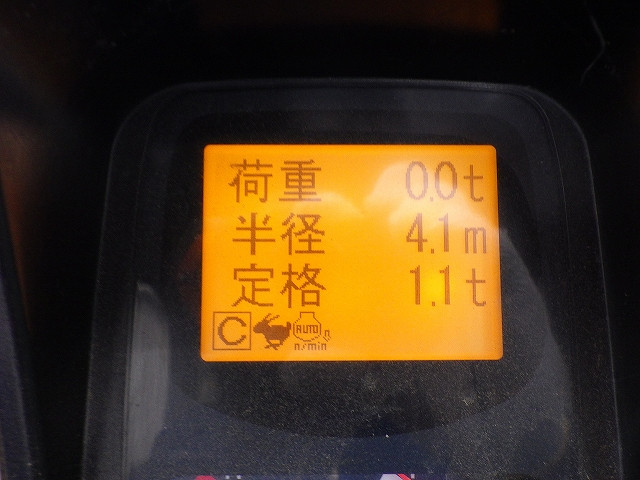 荷重 0.0t
半径 4.1m
定格 1.1t
C AUTO n
n/min